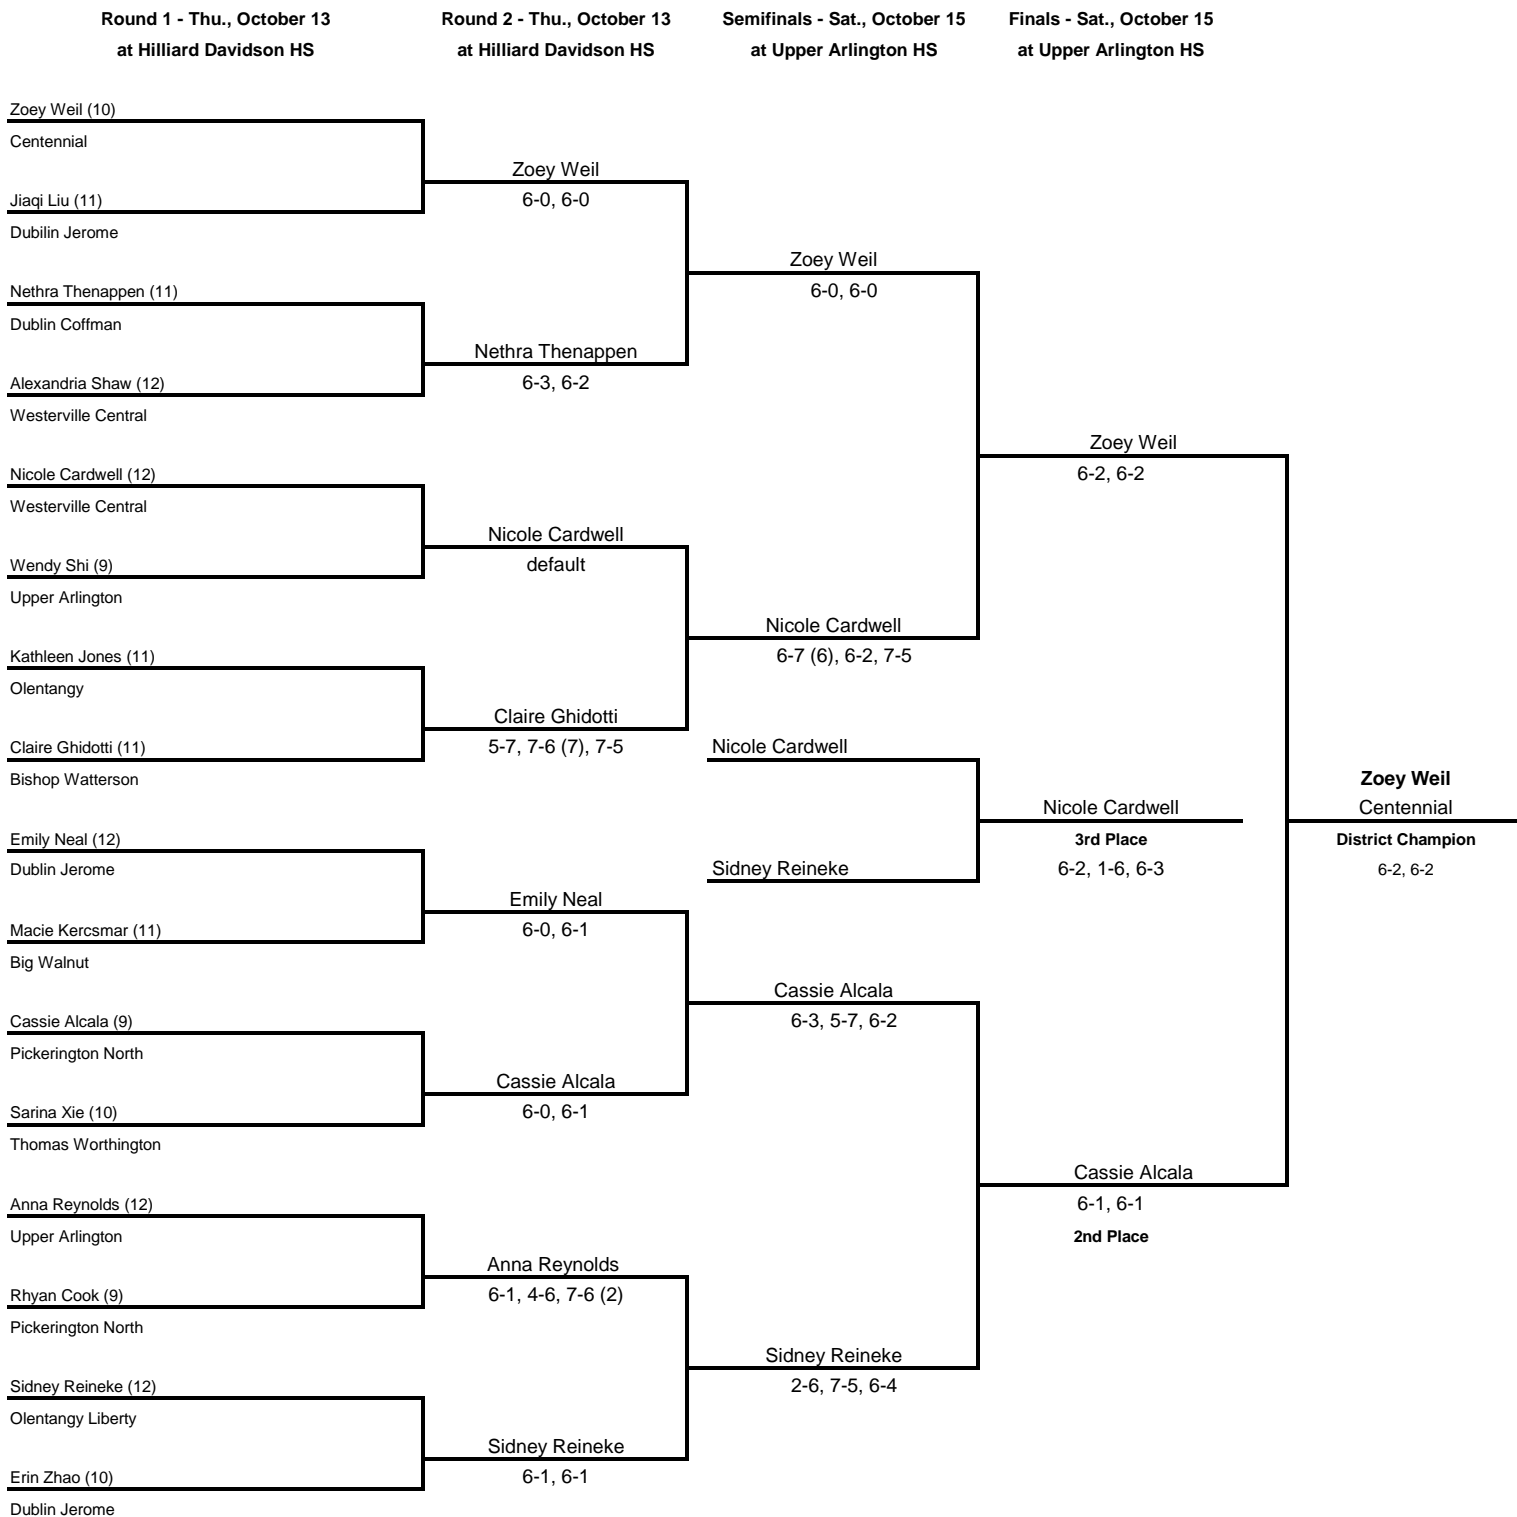 Round 1 - Thu., October 13
at Hilliard Davidson HS
Round 2 - Thu., October 13
at Hilliard Davidson HS
Semifinals - Sat., October 15
at Upper Arlington HS
Finals - Sat., October 15
at Upper Arlington HS
Zoey Weil (10)
Centennial
Jiaqi Liu (11)
Dubilin Jerome
Nethra Thenappen (11)
Dublin Coffman
Alexandria Shaw (12)
Westerville Central
Nicole Cardwell (12)
Westerville Central
Wendy Shi (9)
Upper Arlington
Kathleen Jones (11)
Olentangy
Claire Ghidotti (11)
Bishop Watterson
Emily Neal (12)
Dublin Jerome
Macie Kercsmar (11)
Big Walnut
Cassie Alcala (9)
Pickerington North
Sarina Xie (10)
Thomas Worthington
Anna Reynolds (12)
Upper Arlington
Rhyan Cook (9)
Pickerington North
Sidney Reineke (12)
Olentangy Liberty
Erin Zhao (10)
Dublin Jerome
Zoey Weil
6-0, 6-0
Nethra Thenappen
6-3, 6-2
Nicole Cardwell
default
Claire Ghidotti
5-7, 7-6 (7), 7-5
Emily Neal
6-0, 6-1
Cassie Alcala
6-0, 6-1
Anna Reynolds
6-1, 4-6, 7-6 (2)
Sidney Reineke
6-1, 6-1
Zoey Weil
6-0, 6-0
Nicole Cardwell
6-7 (6), 6-2, 7-5
Nicole Cardwell
Sidney Reineke
Cassie Alcala
6-3, 5-7, 6-2
Sidney Reineke
2-6, 7-5, 6-4
Zoey Weil
6-2, 6-2
Nicole Cardwell
3rd Place
6-2, 1-6, 6-3
Cassie Alcala
6-1, 6-1
2nd Place
Zoey Weil
Centennial
District Champion
6-2, 6-2